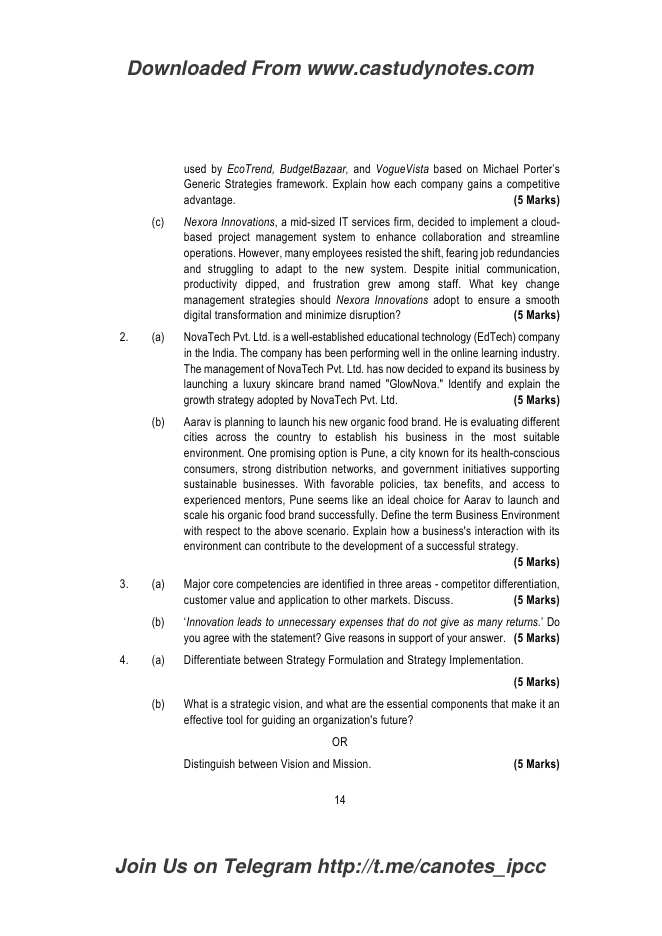 Downloaded From www.castudynotes.com
used by EcoTrend, BudgetBazaar, and VogueVista based on Michael Porter's
Generic Strategies framework. Explain how each company gains a competitive
advantage. (5 Marks)
(c) Nexora Innovations, a mid-sized IT services firm, decided to implement a cloud-
based project management system to enhance collaboration and streamline
operations. However, many employees resisted the shift, fearing job redundancies
and struggling to adapt to the new system. Despite initial communication,
productivity dipped, and frustration grew among staff. What key change
management strategies should Nexora Innovations adopt to ensure a smooth
digital transformation and minimize disruption? (5 Marks)
2. (a) NovaTech Pvt. Ltd. is a well-established educational technology (EdTech) company
in the India. The company has been performing well in the online learning industry.
The management of NovaTech Pvt. Ltd. has now decided to expand its business by
launching a luxury skincare brand named "GlowNova." Identify and explain the
growth strategy adopted by NovaTech Pvt. Ltd. (5 Marks)
(b) Aarav is planning to launch his new organic food brand. He is evaluating different
cities across the country to establish his business in the most suitable
environment. One promising option is Pune, a city known for its health-conscious
consumers, strong distribution networks, and government initiatives supporting
sustainable businesses. With favorable policies, tax benefits, and access to
experienced mentors, Pune seems like an ideal choice for Aarav to launch and
scale his organic food brand successfully. Define the term Business Environment
with respect to the above scenario. Explain how a business's interaction with its
environment can contribute to the development of a successful strategy.
(5 Marks)
3. (a) Major core competencies are identified in three areas - competitor differentiation,
customer value and application to other markets. Discuss. (5 Marks)
(b) 'Innovation leads to unnecessary expenses that do not give as many returns.' Do
you agree with the statement? Give reasons in support of your answer. (5 Marks)
4. (a) Differentiate between Strategy Formulation and Strategy Implementation.
(5 Marks)
(b) What is a strategic vision, and what are the essential components that make it an
effective tool for guiding an organization's future?
OR
Distinguish between Vision and Mission. (5 Marks)
14
Join Us on Telegram http://t.me/canotes_ipcc